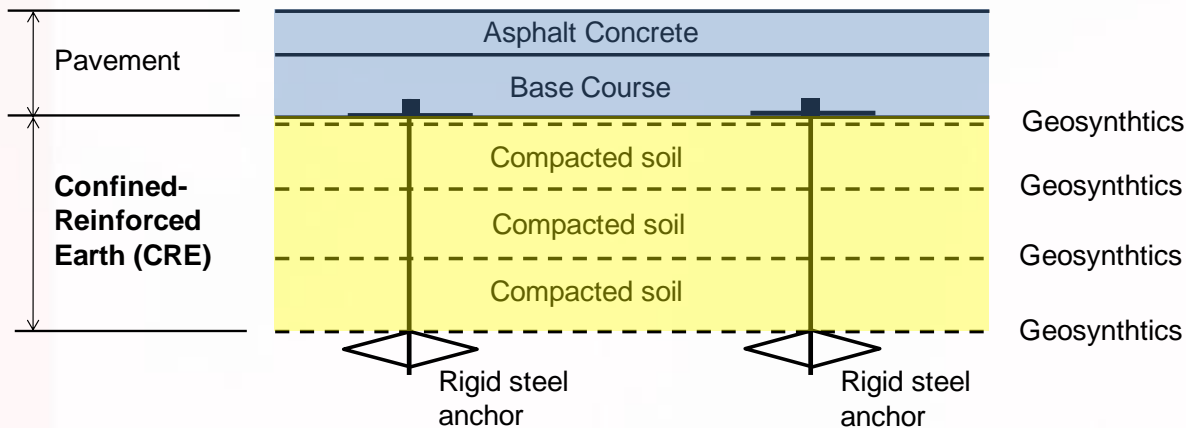 Asphalt Concrete
Pavement
Base Course
Geosynthtics
Compacted soil
Confined-
Reinforced
Earth (CRE)
Geosynthtics
Compacted soil
Geosynthtics
Compacted soil
Geosynthtics
Rigid steel
anchor
Rigid steel
anchor